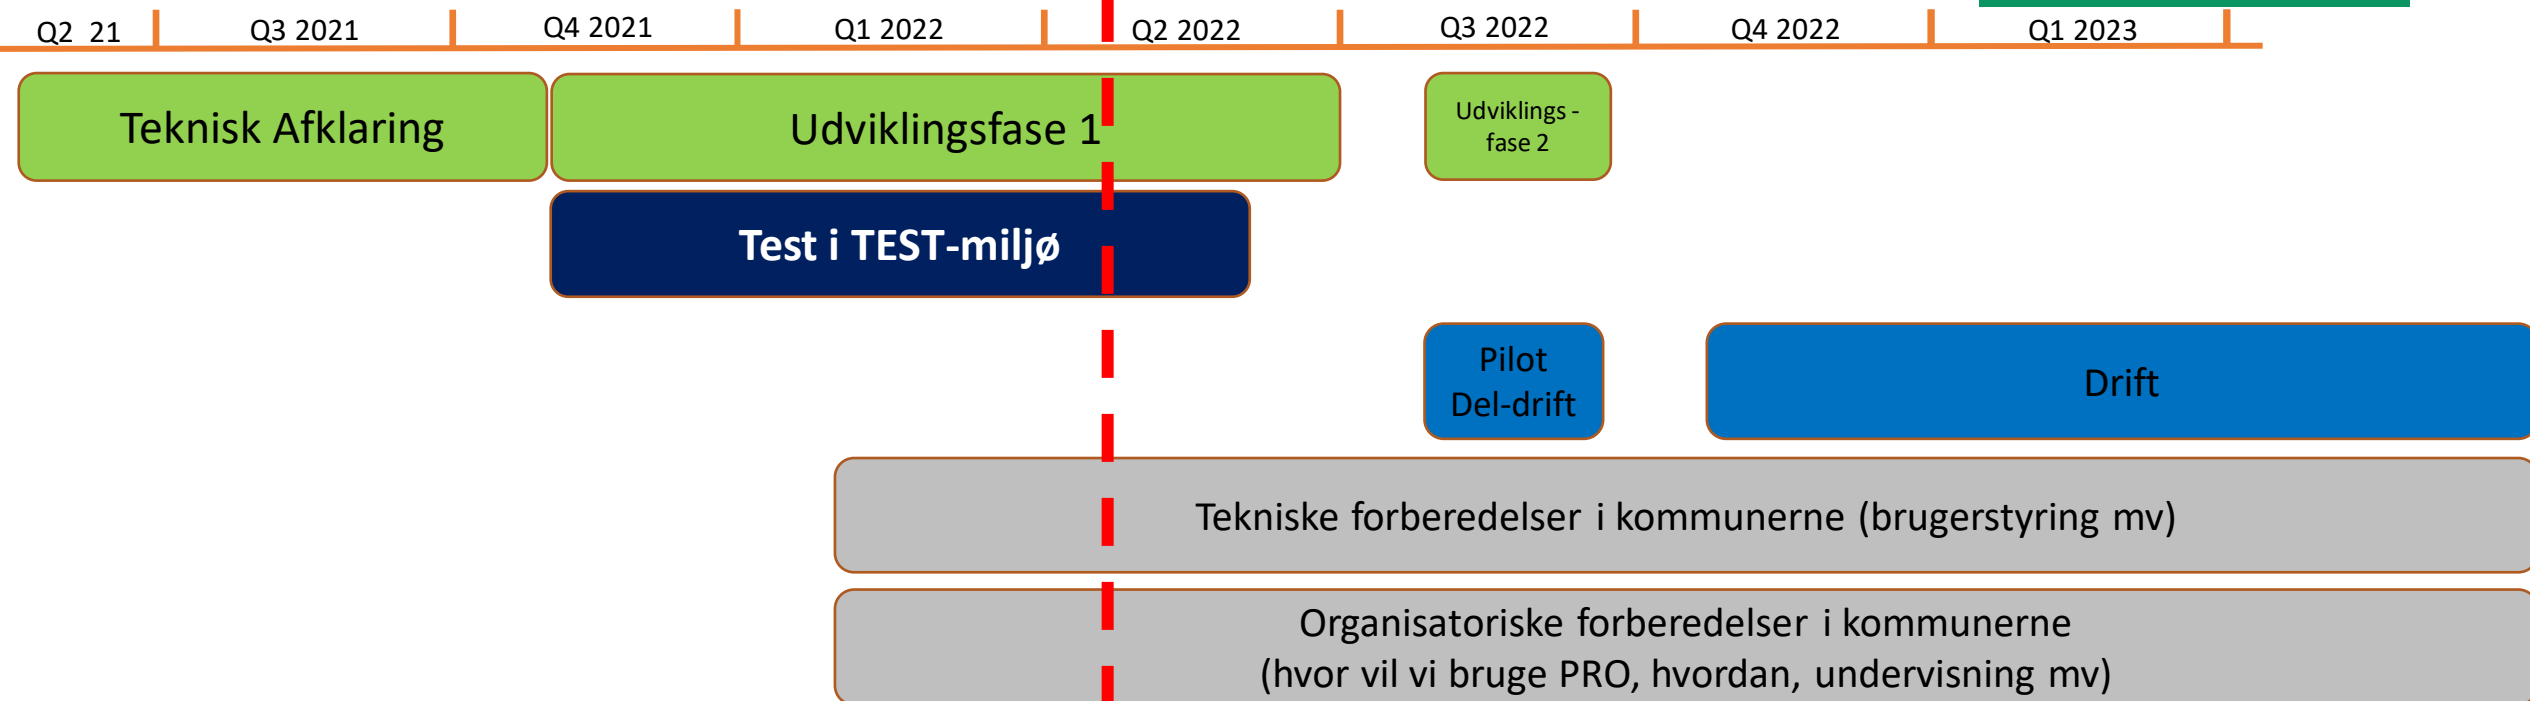 Q2 21
Q3 2021
Q4 2021
Q1 2022
Q2 2022
Q3 2022
Q4 2022
Q1 2023
Teknisk Afklaring
Udviklingsfase 1
Udviklings -
fase 2
Test i TEST-miljø
Pilot
Del-drift
Drift
Tekniske forberedelser i kommunerne (brugerstyring mv)
Organisatoriske forberedelser i kommunerne
(hvor vil vi bruge PRO, hvordan, undervisning mv)